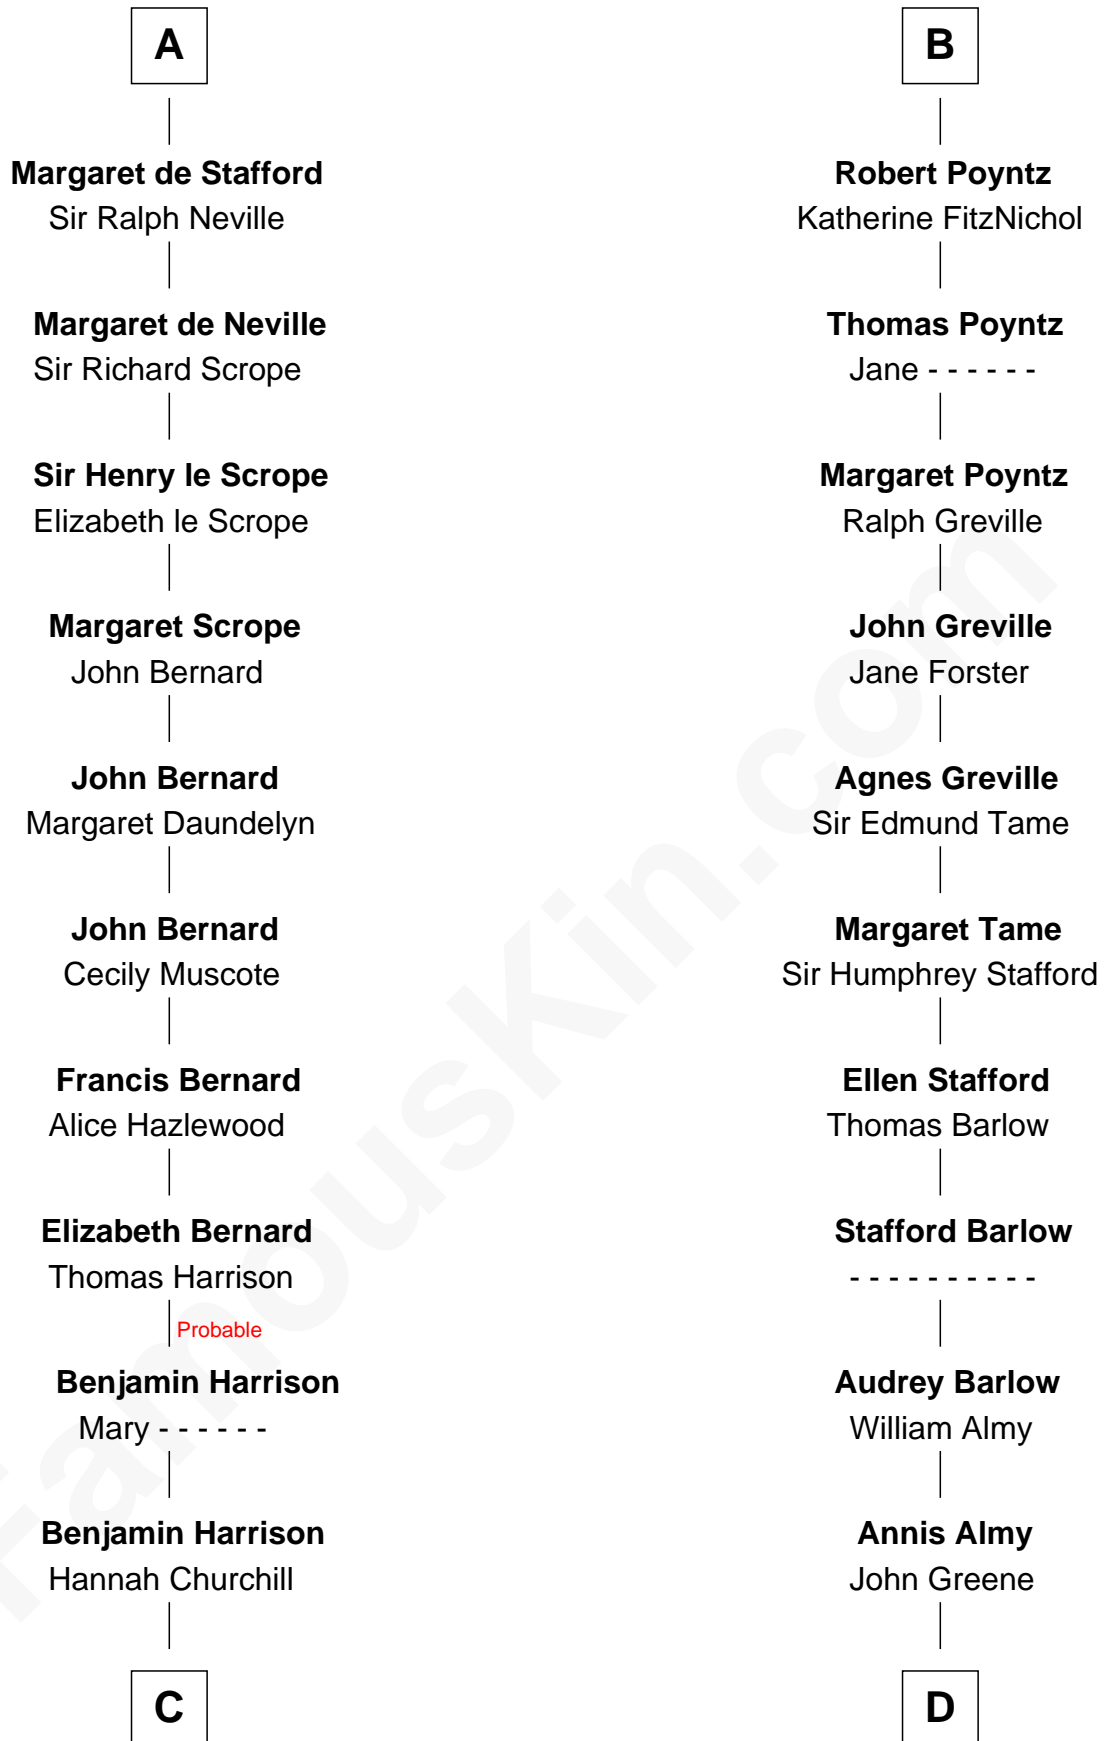 A
Margaret de Stafford
Sir Ralph Neville
Margaret de Neville
Sir Richard Scrope
Sir Henry le Scrope
Elizabeth le Scrope
Margaret Scrope
John Bernard
John Bernard
Margaret Daundelyn
John Bernard
Cecily Muscote
Francis Bernard
Alice Hazlewood
Elizabeth Bernard
Thomas Harrison
Probable
Benjamin Harrison
Mary - - - - - -
Benjamin Harrison
Hannah Churchill
C
B
Robert Poyntz
Katherine FitzNichol
Thomas Poyntz
Jane - - - - - -
Margaret Poyntz
Ralph Greville
John Greville
Jane Forster
Agnes Greville
Sir Edmund Tame
Margaret Tame
Sir Humphrey Stafford
Ellen Stafford
Thomas Barlow
Stafford Barlow
- - - - - - - - - -
Audrey Barlow
William Almy
Annis Almy
John Greene
D
FamousKin.com